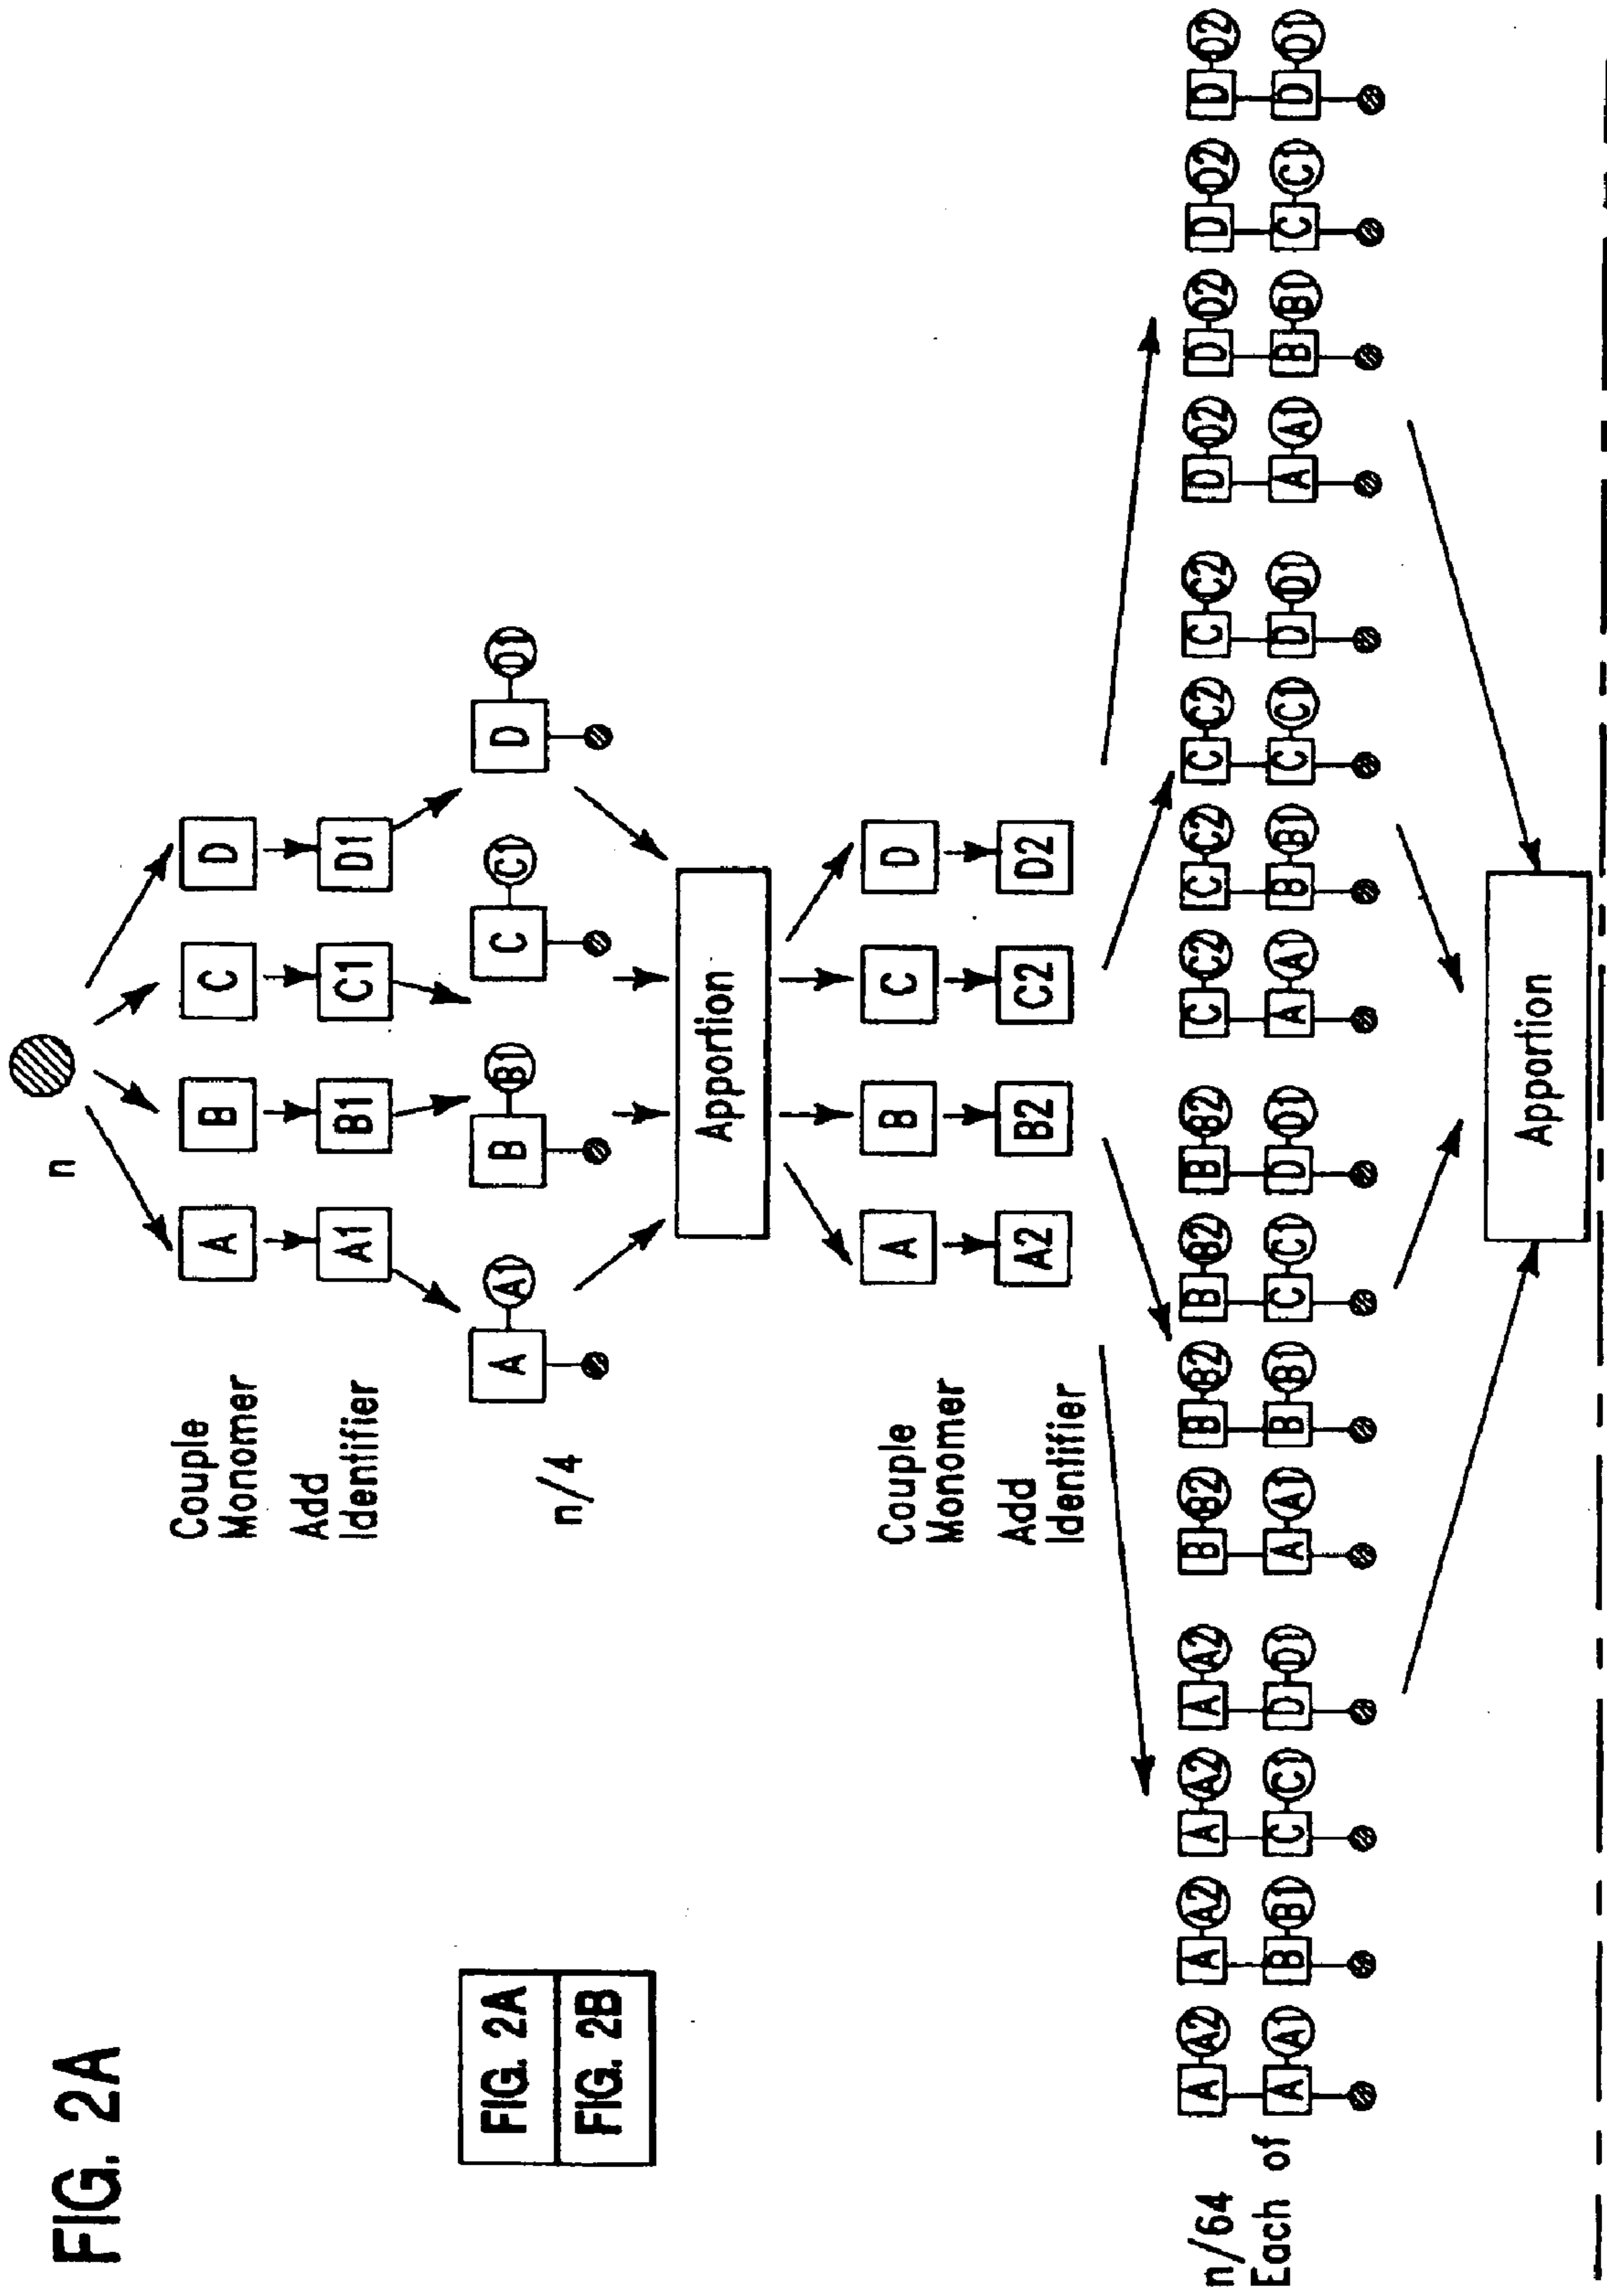 FIG. 2A
n
Couple Monomer
A B C D
Add Identifier
A1 B1 C1 D1
FIG. 2A
FIG. 2B
n/4
A A1 B B1 C C1 D D1
Apportion
Couple Monomer
A B C D
Add Identifier
A2 B2 C2 D2
n/64
Each of
A A2 A A2 A A2 A A2 B B2 B B2 B B2 B B2 C C2 C C2 C C2 C C2 D D2 D D2 D D2 D D2
A A1 B B1 C C1 D D1 A A1 B B1 C C1 D D1 A A1 B B1 C C1 D D1 A A1 B B1 C C1 D D1
Apportion